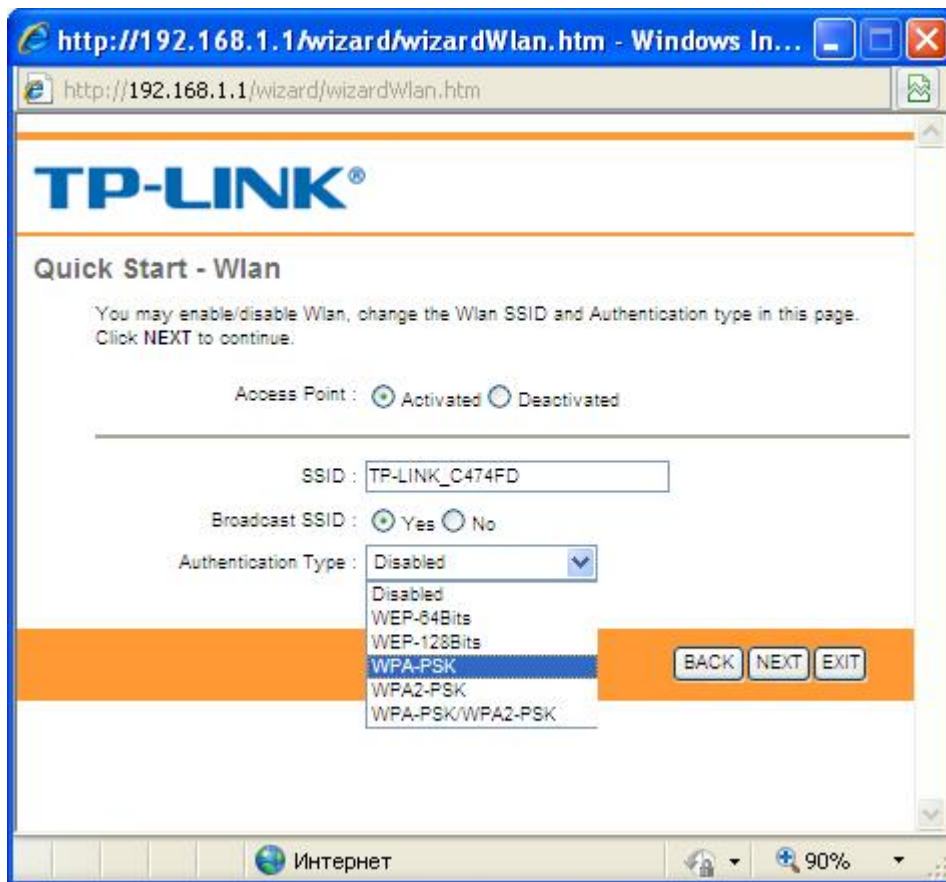 http://192.168.1.1/wizard/wizardWlan.htm - Windows In...
http://192.168.1.1/wizard/wizardWlan.htm
TP-LINK®
Quick Start - Wlan
You may enable/disable Wlan, change the Wlan SSID and Authentication type in this page.
Click NEXT to continue.
Access Point : Activated Deactivated
SSID : TP-LINK_C474FD
Broadcast SSID : Yes No
Authentication Type : Disabled
Disabled
WEP-64Bits
WEP-128Bits
WPA-PSK
WPA2-PSK
WPA-PSK/WPA2-PSK
BACK NEXT EXIT
Интернет 90%